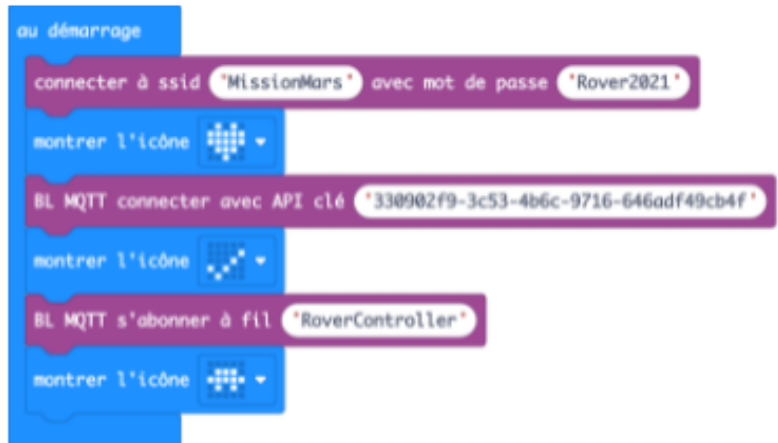 au démarrage
connecter à ssid "MissionMars" avec mot de passe "Rover2021"
montrer l'icône
BL MQTT connecter avec API clé "330902f9-3c53-4b6c-9716-646adf49cb4f"
montrer l'icône
BL MQTT s'abonner à fil "RoverController"
montrer l'icône